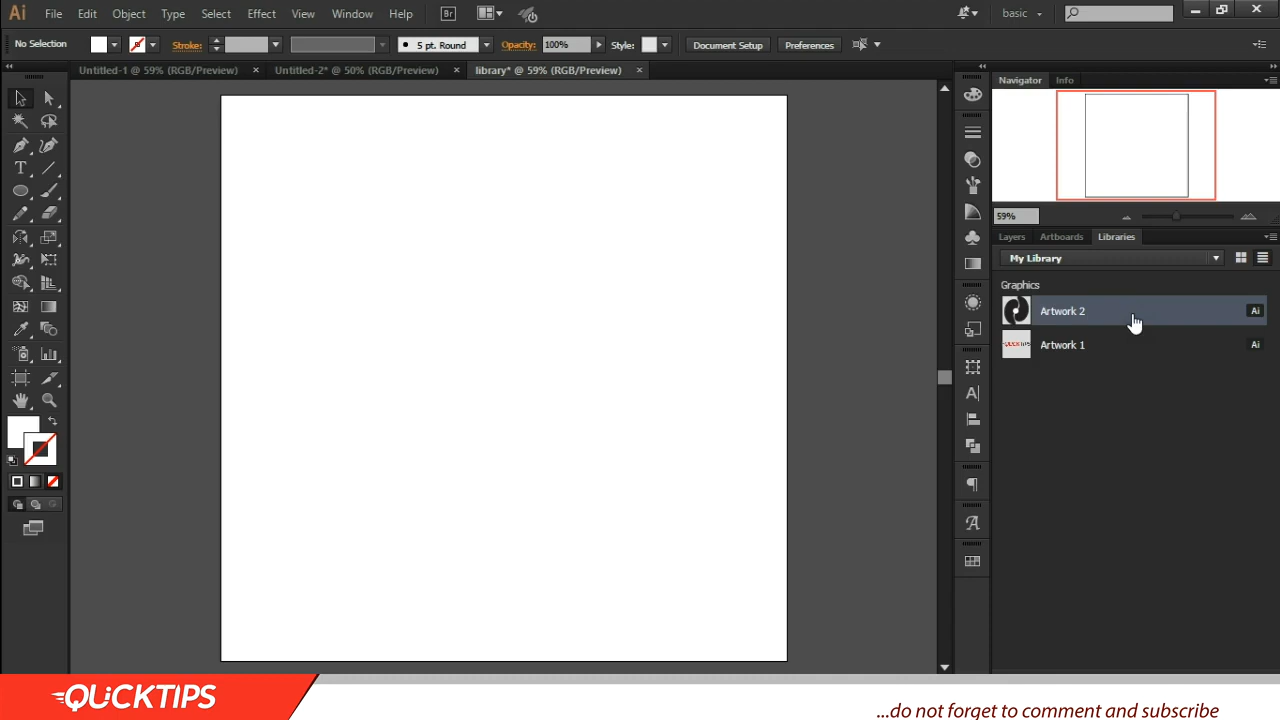 Ai File Edit Object Type Select Effect View Window Help Br basic
No Selection Stroke: 5 pt. Round Opacity: 100% Style: Document Setup Preferences
Untitled-1 @ 59% (RGB/Preview) × Untitled-2* @ 50% (RGB/Preview) × library* @ 59% (RGB/Preview) ×
Navigator Info
59%
Layers Artboards Libraries
My Library
Graphics
Artwork 2 Ai
QUICKTIPS Artwork 1 Ai
QUCKTIPS
...do not forget to comment and subscribe